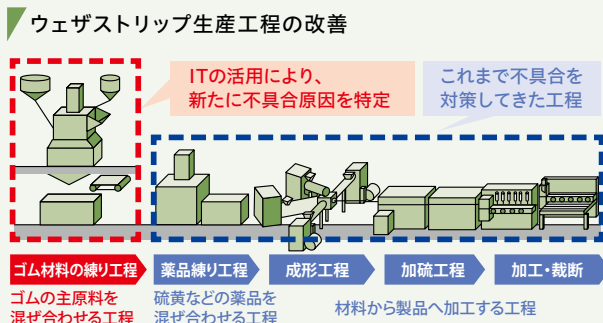 ウェザストリップ生産工程の改善
ITの活用により、
新たに不具合原因を特定
これまで不具合を
対策してきた工程
ゴム材料の練り工程
薬品練り工程
成形工程
加硫工程
加工・裁断
ゴムの主原料を
混ぜ合わせる工程
硫黄などの薬品を
混ぜ合わせる工程
材料から製品へ加工する工程